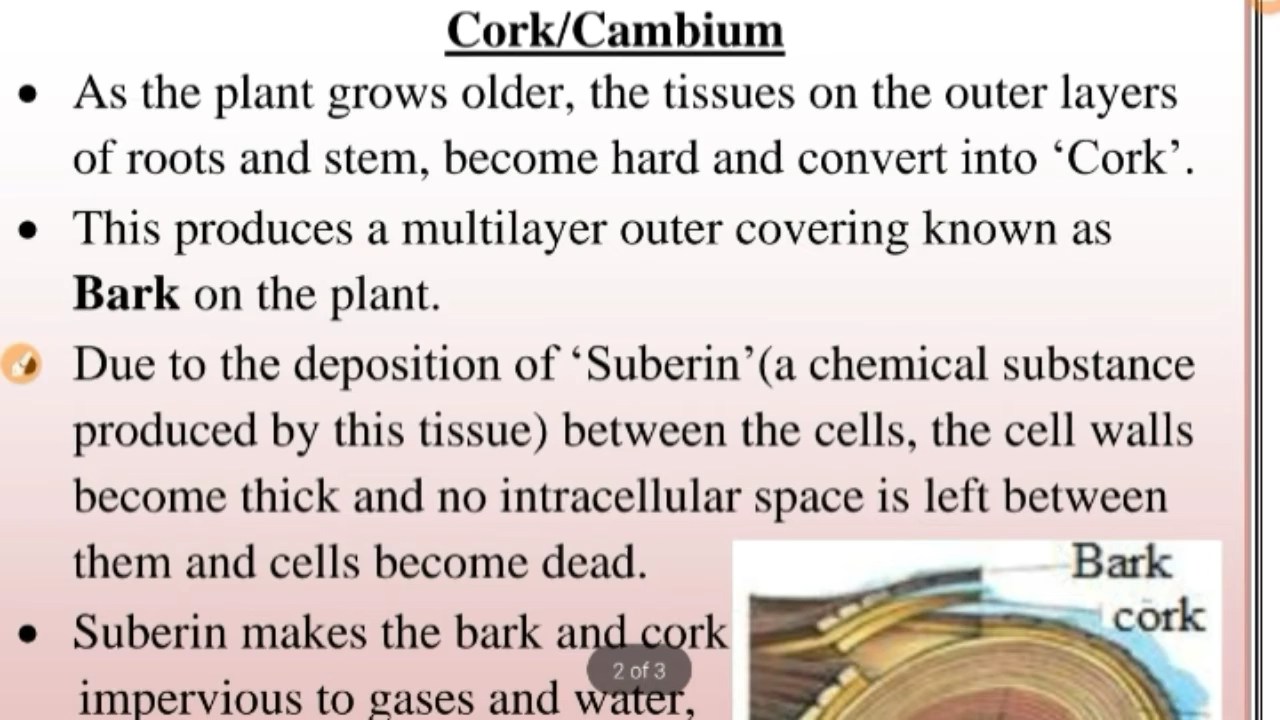 Cork/Cambium
• As the plant grows older, the tissues on the outer layers
of roots and stem, become hard and convert into ‘Cork’.
• This produces a multilayer outer covering known as
Bark on the plant.
Due to the deposition of ‘Suberin’(a chemical substance
produced by this tissue) between the cells, the cell walls
become thick and no intracellular space is left between
them and cells become dead.
• Suberin makes the bark and cork
impervious to gases and water,
Bark
cork
2 of 3